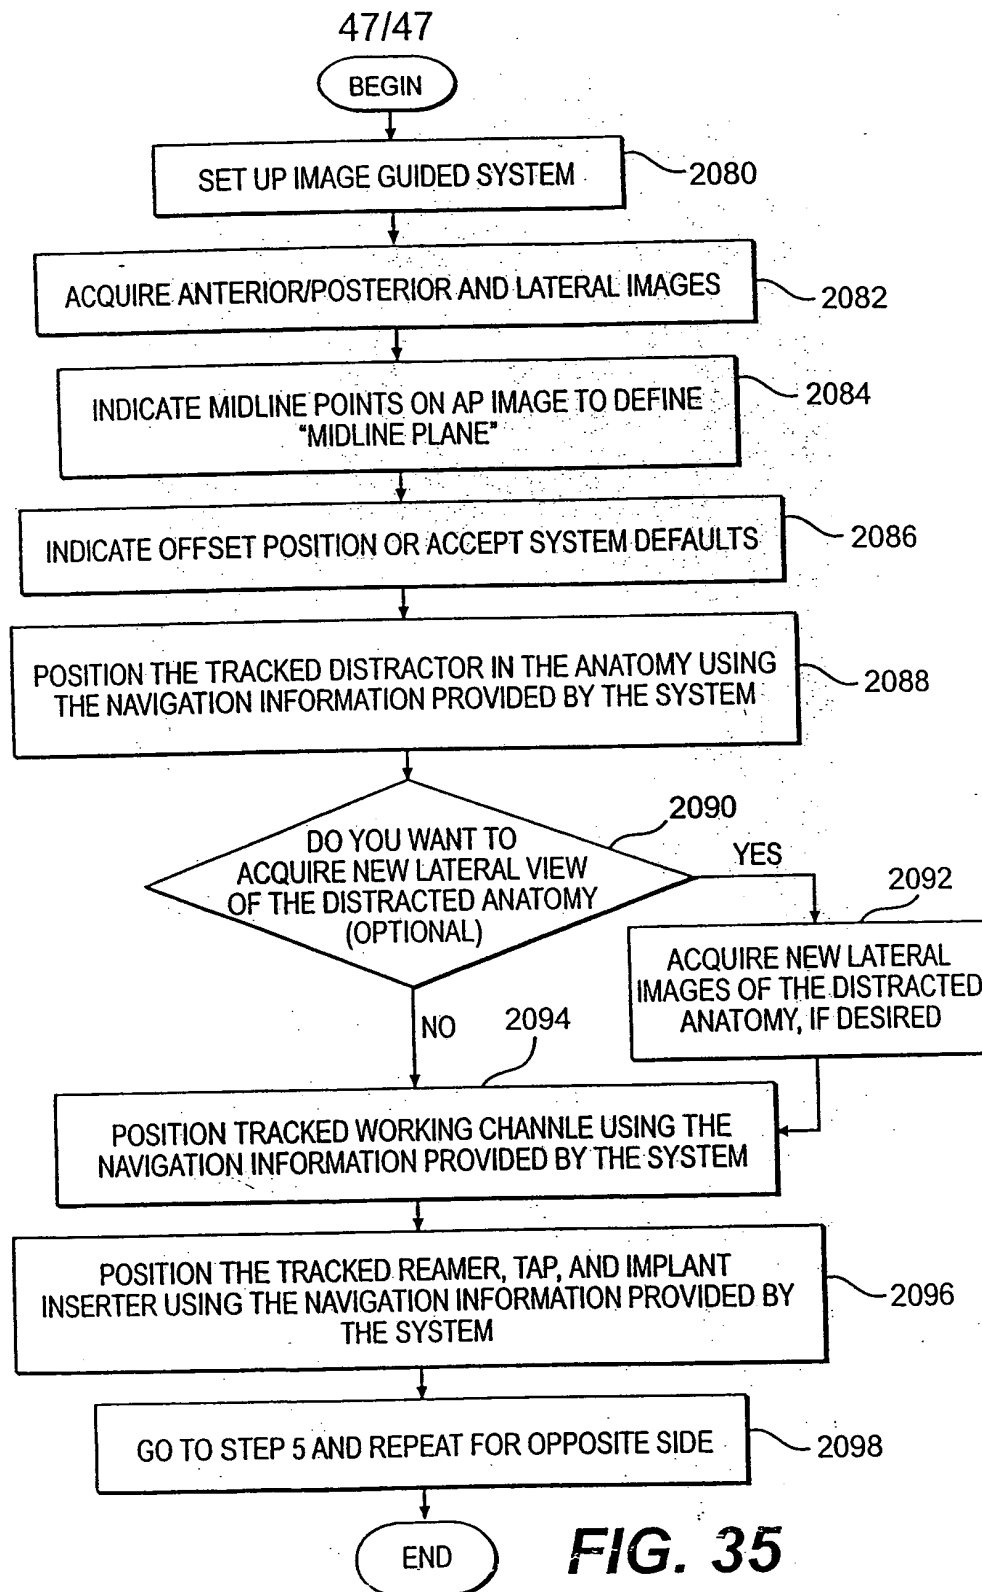 47/47
BEGIN
SET UP IMAGE GUIDED SYSTEM
2080
ACQUIRE ANTERIOR/POSTERIOR AND LATERAL IMAGES
2082
INDICATE MIDLINE POINTS ON AP IMAGE TO DEFINE
"MIDLINE PLANE"
2084
INDICATE OFFSET POSITION OR ACCEPT SYSTEM DEFAULTS
2086
POSITION THE TRACKED DISTRACTOR IN THE ANATOMY USING
THE NAVIGATION INFORMATION PROVIDED BY THE SYSTEM
2088
DO YOU WANT TO
ACQUIRE NEW LATERAL VIEW
OF THE DISTRACTED ANATOMY
(OPTIONAL)
2090
YES
2092
ACQUIRE NEW LATERAL
IMAGES OF THE DISTRACTED
ANATOMY, IF DESIRED
NO
2094
POSITION TRACKED WORKING CHANNLE USING THE
NAVIGATION INFORMATION PROVIDED BY THE SYSTEM
POSITION THE TRACKED REAMER, TAP, AND IMPLANT
INSERTER USING THE NAVIGATION INFORMATION PROVIDED BY
THE SYSTEM
2096
GO TO STEP 5 AND REPEAT FOR OPPOSITE SIDE
2098
END
FIG. 35